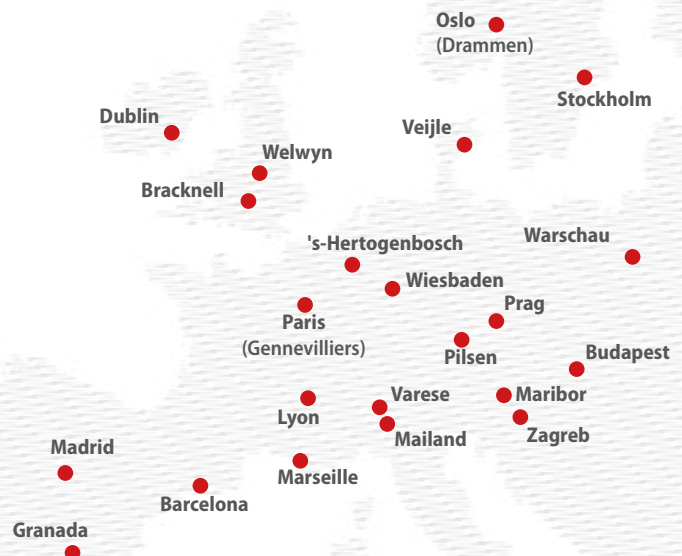 Oslo
(Drammen)
Stockholm
Dublin
Veijle
Welwyn
Bracknell
Warschau
's-Hertogenbosch
Wiesbaden
Prag
Paris
(Gennevilliers)
Pilsen
Budapest
Varese
Maribor
Lyon
Mailand
Zagreb
Madrid
Marseille
Barcelona
Granada